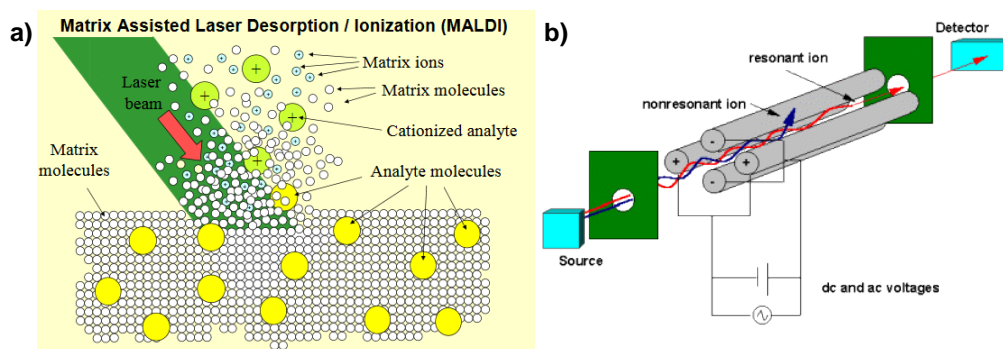 a)
Matrix Assisted Laser Desorption / Ionization (MALDI)
Laser
beam
Matrix ions
Matrix molecules
Cationized analyte
Matrix
molecules
Analyte molecules
+
+
+
+
b)
Detector
resonant ion
nonresonant ion
-
+
+
-
Source
dc and ac voltages